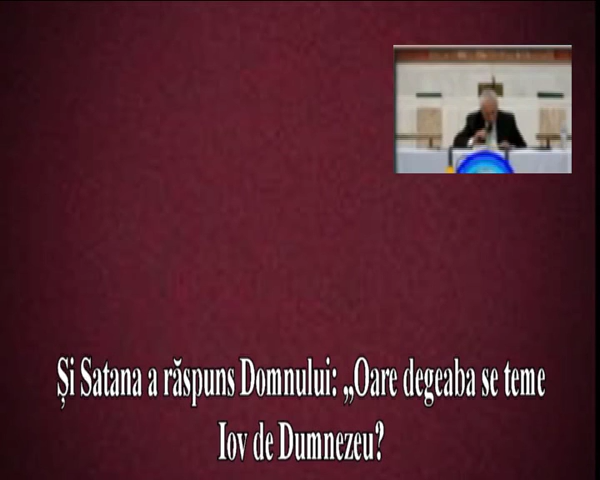 Și Satana a răspuns Domnului: „Oare degeaba se teme
Iov de Dumnezeu?